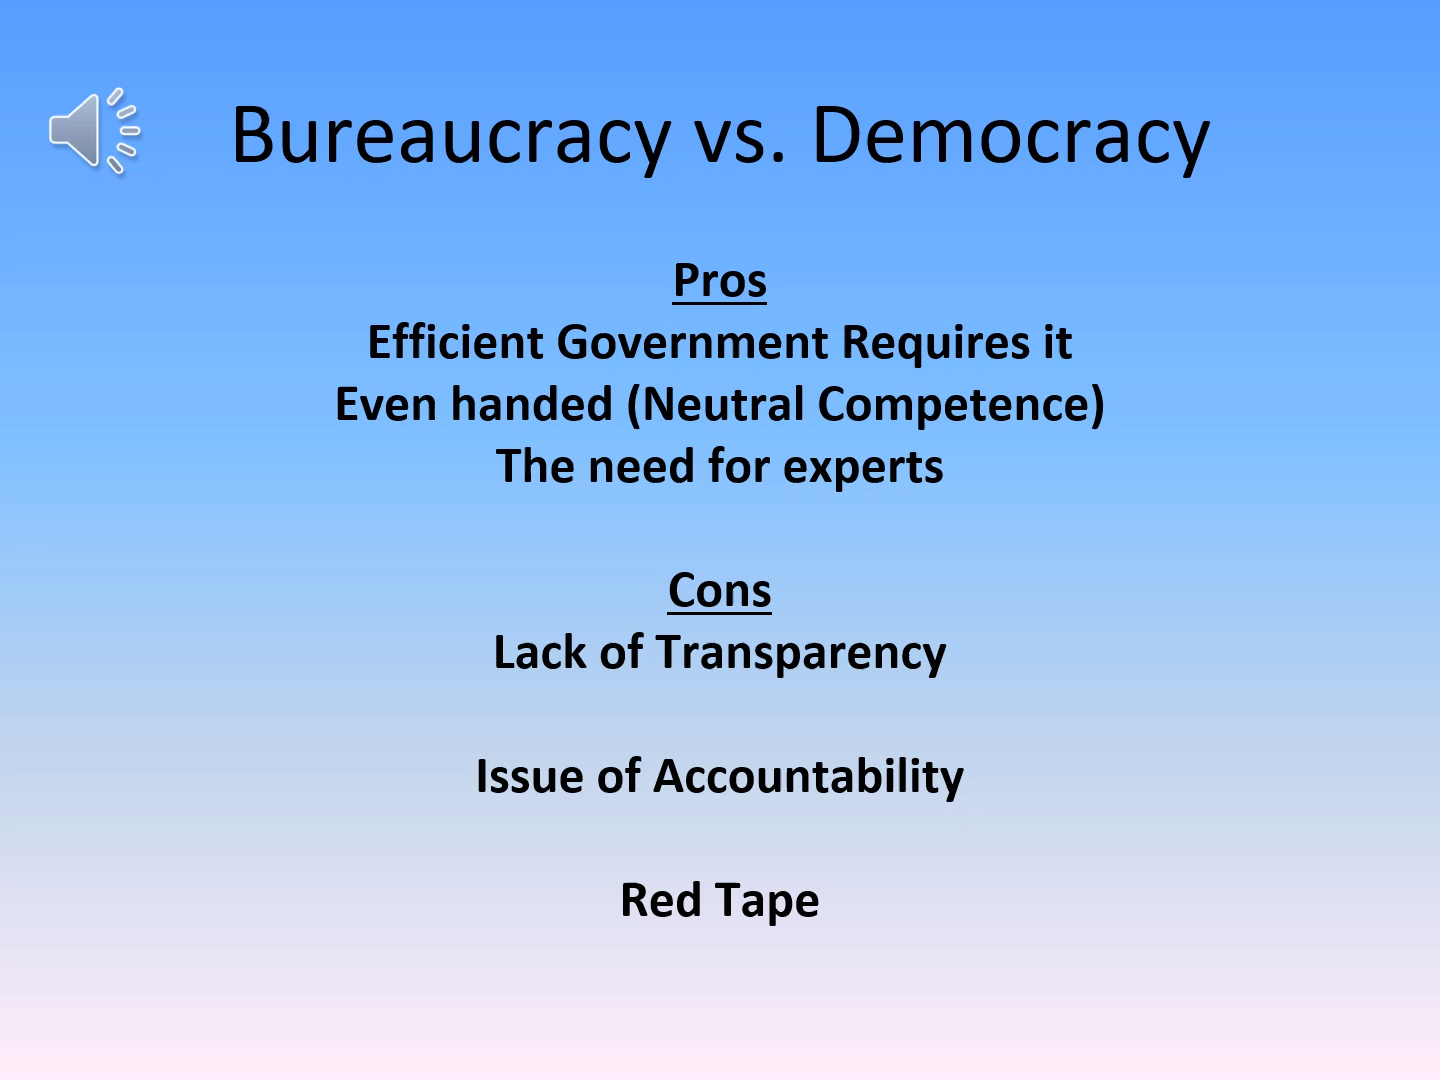 Bureaucracy vs. Democracy
Pros
Efficient Government Requires it
Even handed (Neutral Competence)
The need for experts
Cons
Lack of Transparency
Issue of Accountability
Red Tape